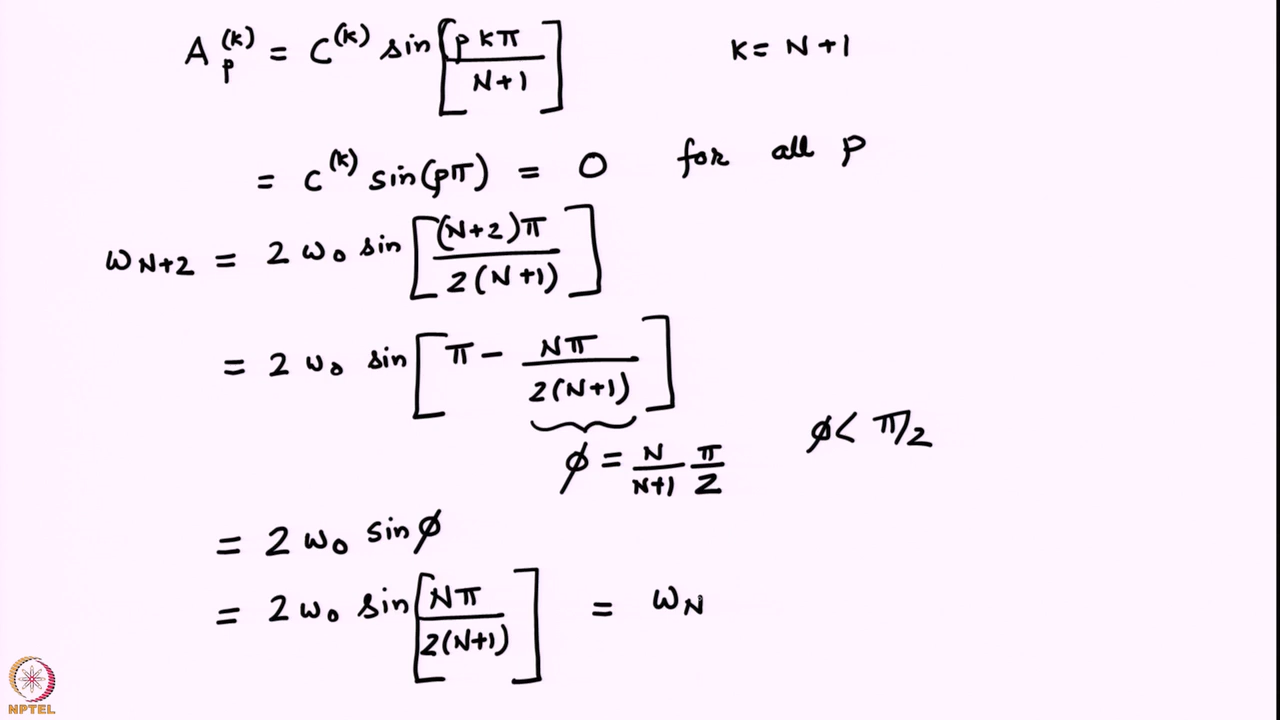 A_p^(k) = C^(k) sin[pkπ / N+1]    k = N+1
= C^(k) sin(pπ) = 0 for all p
ω_N+2 = 2 ω_0 sin[(N+2)π / 2(N+1)]
= 2 ω_0 sin[π − Nπ / 2(N+1)]
ϕ = N/N+1 π/2    ϕ < π/2
= 2 ω_0 sin ϕ
= 2 ω_0 sin[Nπ / 2(N+1)] = ω_N
NPTEL